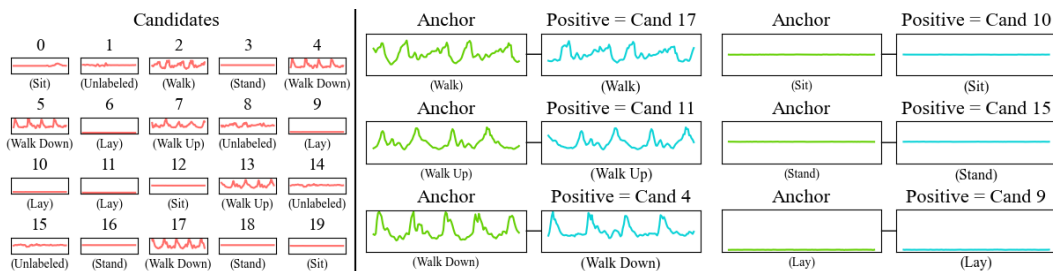 Candidates
0 1 2 3 4
(Sit) (Unlabeled) (Walk) (Stand) (Walk Down)
5 6 7 8 9
(Walk Down) (Lay) (Walk Up) (Unlabeled) (Lay)
10 11 12 13 14
(Lay) (Lay) (Sit) (Walk Up) (Unlabeled)
15 16 17 18 19
(Unlabeled) (Stand) (Walk Down) (Stand) (Sit)
Anchor Positive = Cand 17 Anchor Positive = Cand 10
(Walk) (Walk) (Sit) (Sit)
Anchor Positive = Cand 11 Anchor Positive = Cand 15
(Walk Up) (Walk Up) (Stand) (Stand)
Anchor Positive = Cand 4 Anchor Positive = Cand 9
(Walk Down) (Walk Down) (Lay) (Lay)